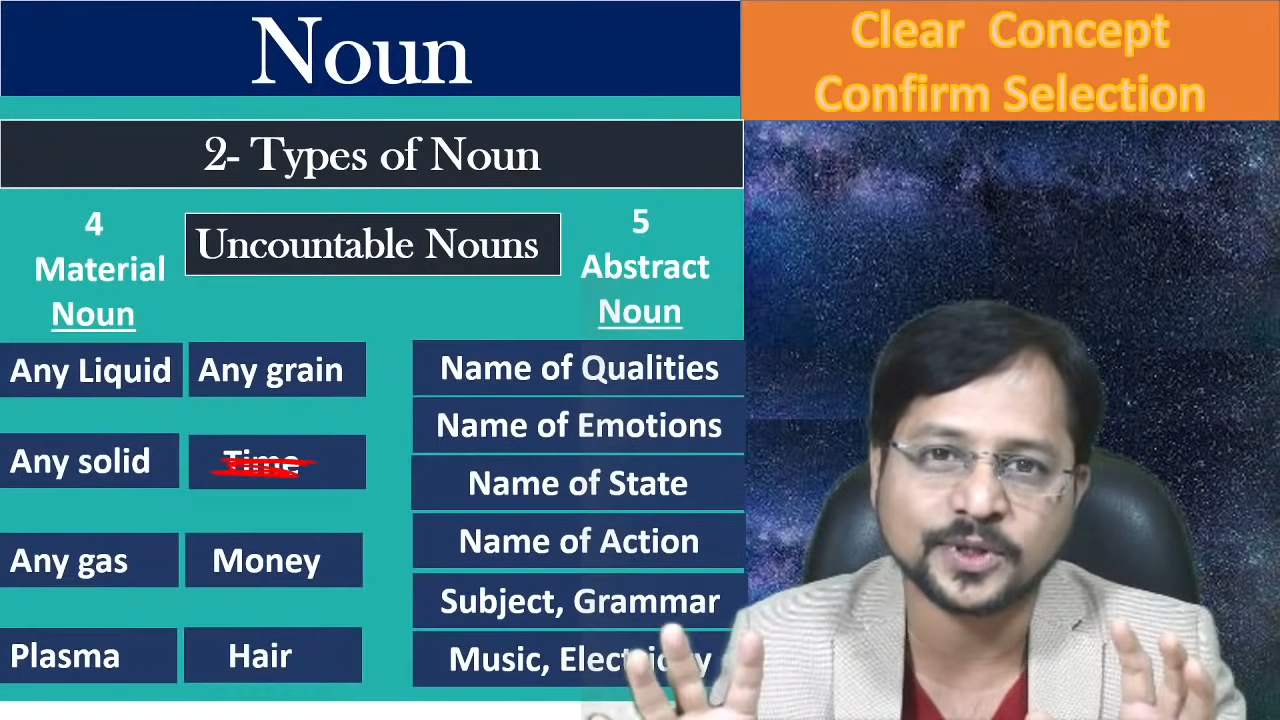 Noun
Clear Concept
Confirm Selection
2- Types of Noun
4
Material
Noun
Uncountable Nouns
5
Abstract
Noun
Any Liquid
Any grain
Any solid
Time
Any gas
Money
Plasma
Hair
Name of Qualities
Name of Emotions
Name of State
Name of Action
Subject, Grammar
Music, Electricity